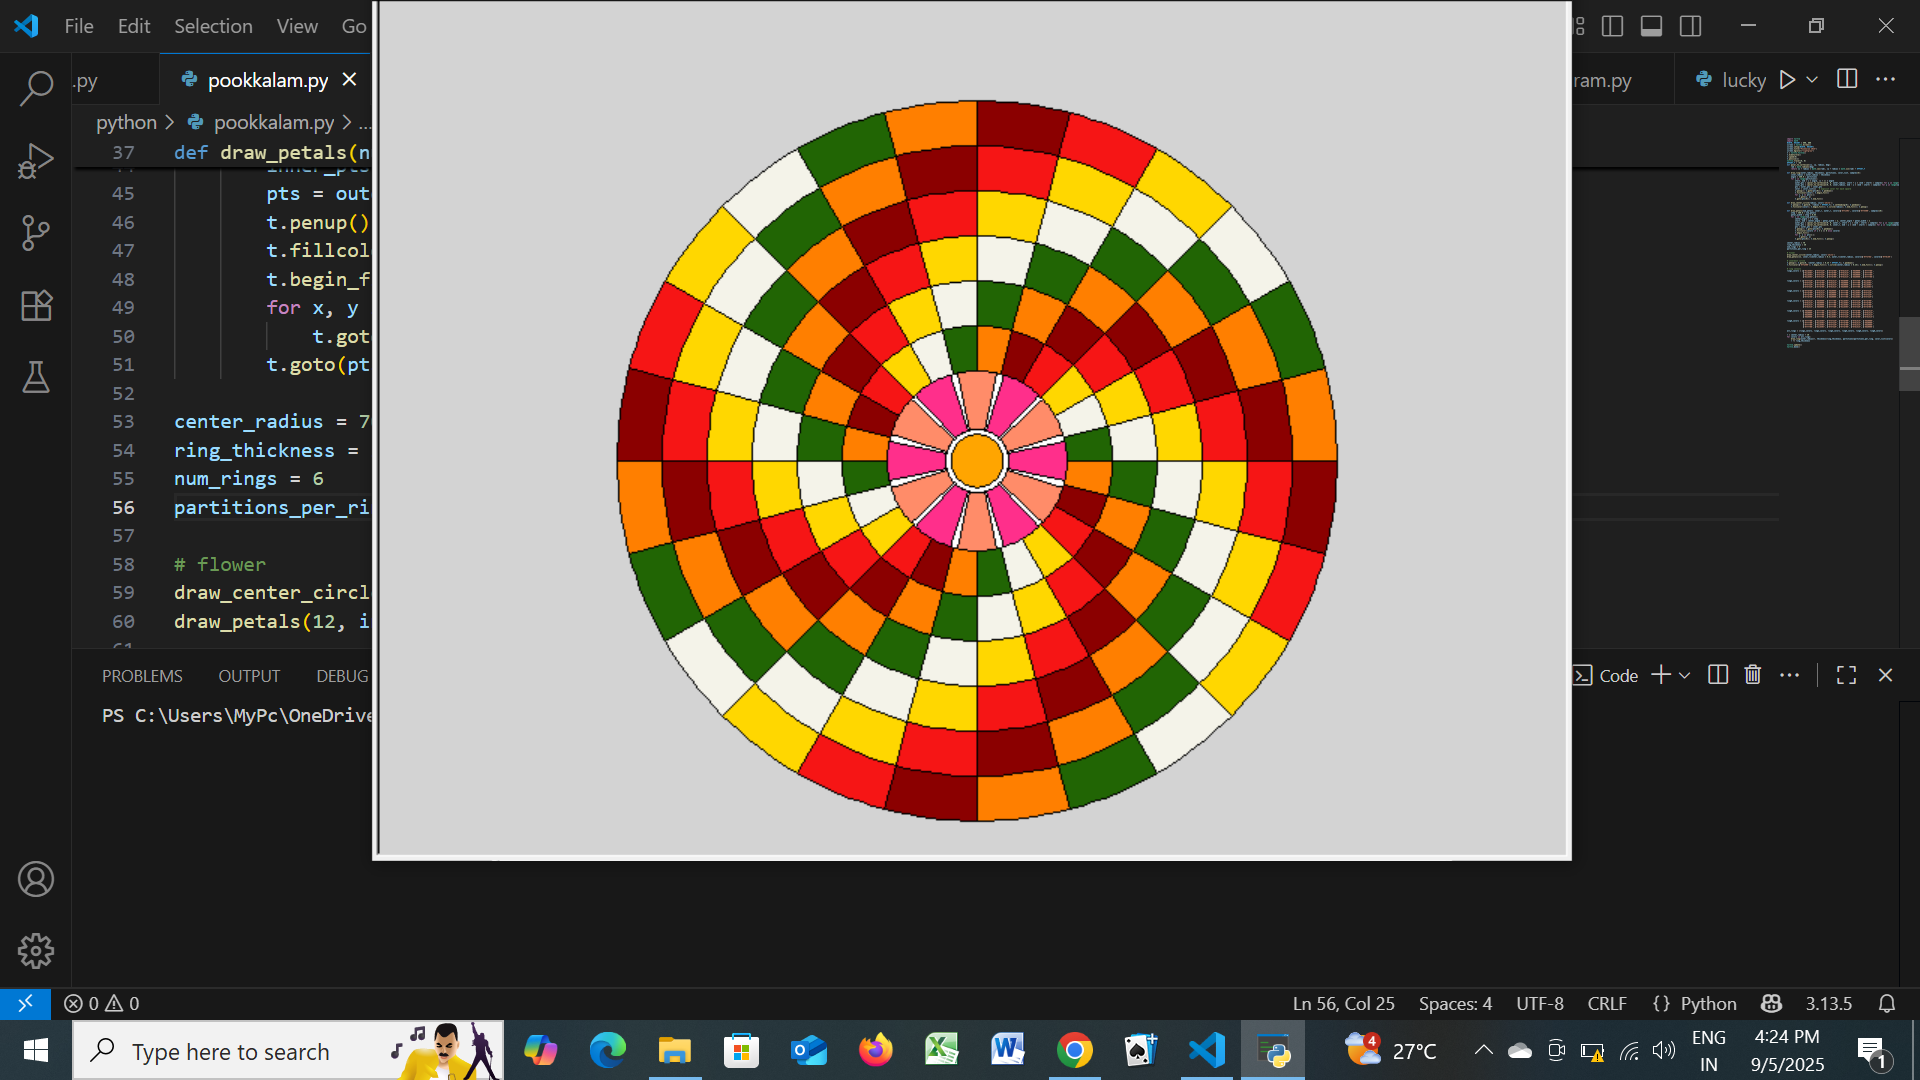 File Edit Selection View Go
.py pookkalam.py ram.py lucky
python > pookkalam.py > ...
37 def draw_petals(n
45 pts = out
46 t.penup()
47 t.fillcol
48 t.begin_f
49 for x, y
50 t.got
51 t.goto(pt
52
53 center_radius = 7
54 ring_thickness =
55 num_rings = 6
56 partitions_per_ri
57
58 # flower
59 draw_center_circl
60 draw_petals(12, i
61
PROBLEMS OUTPUT DEBUG Code
PS C:\Users\MyPc\OneDrive
0 0 Ln 56, Col 25 Spaces: 4 UTF-8 CRLF {} Python 3.13.5
Type here to search 4 27°C ENG 4:24 PM
IN 9/5/2025 1